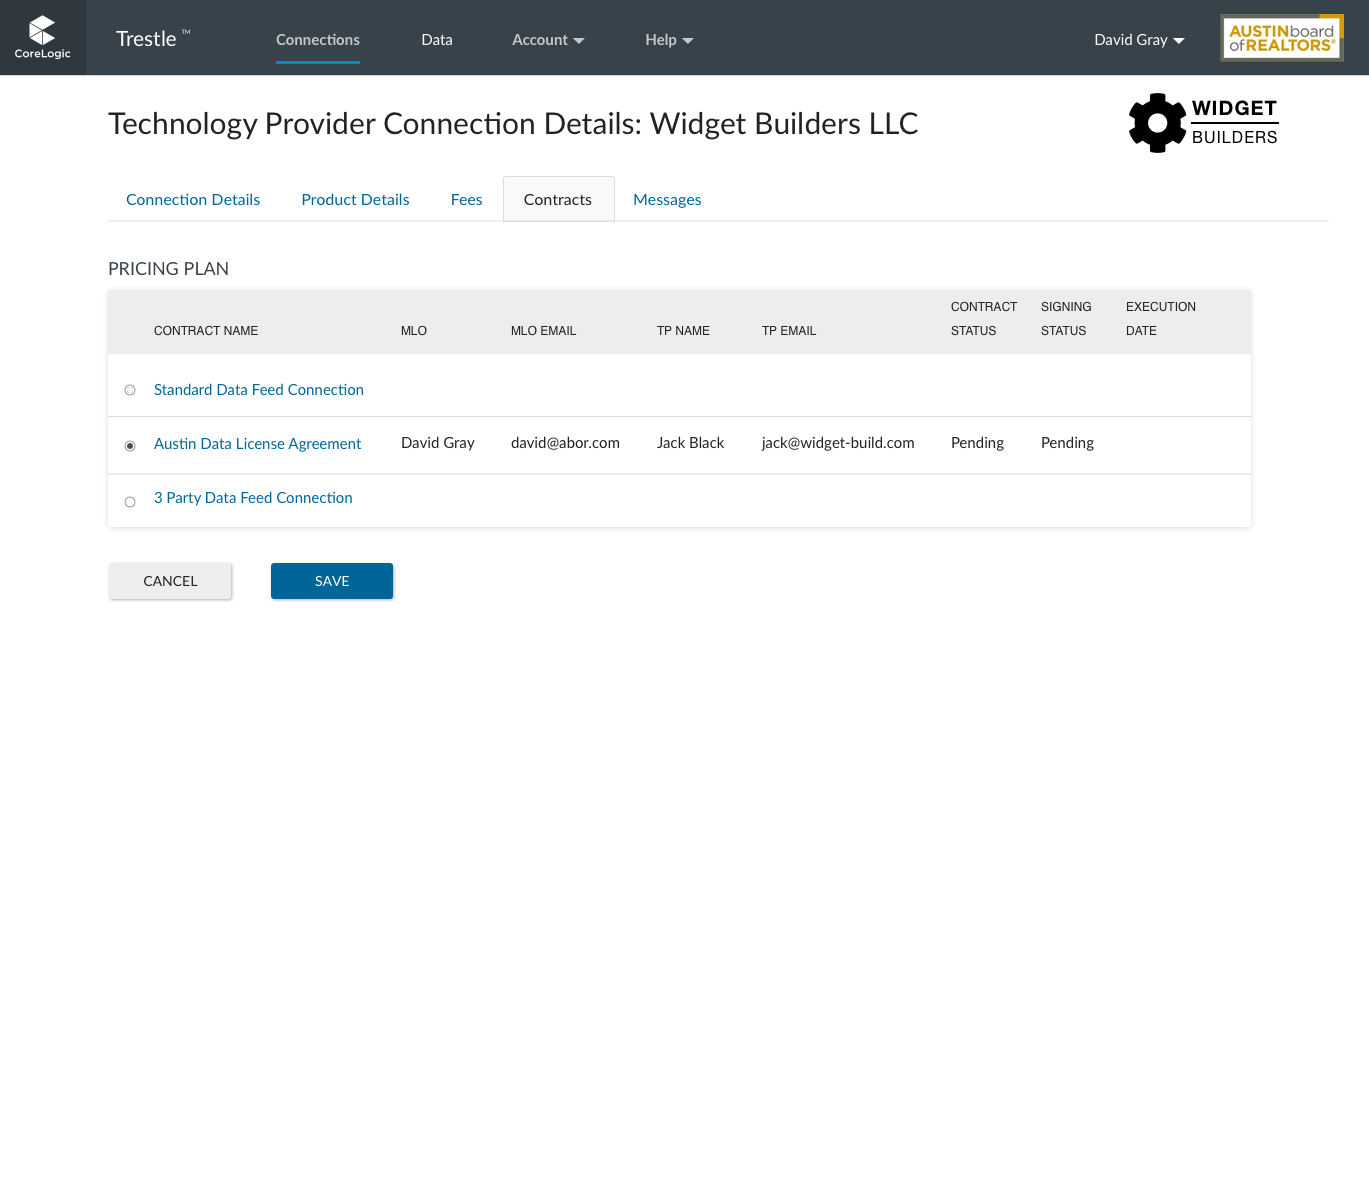 CoreLogic
Trestle ™
Connections
Data
Account
Help
David Gray
AUSTINboard
ofREALTORS®
Technology Provider Connection Details: Widget Builders LLC
WIDGET
BUILDERS
Connection Details
Product Details
Fees
Contracts
Messages
PRICING PLAN
CONTRACT NAME
MLO
MLO EMAIL
TP NAME
TP EMAIL
CONTRACT
STATUS
SIGNING
STATUS
EXECUTION
DATE
Standard Data Feed Connection
Austin Data License Agreement
David Gray
david@abor.com
Jack Black
jack@widget-build.com
Pending
Pending
3 Party Data Feed Connection
CANCEL
SAVE